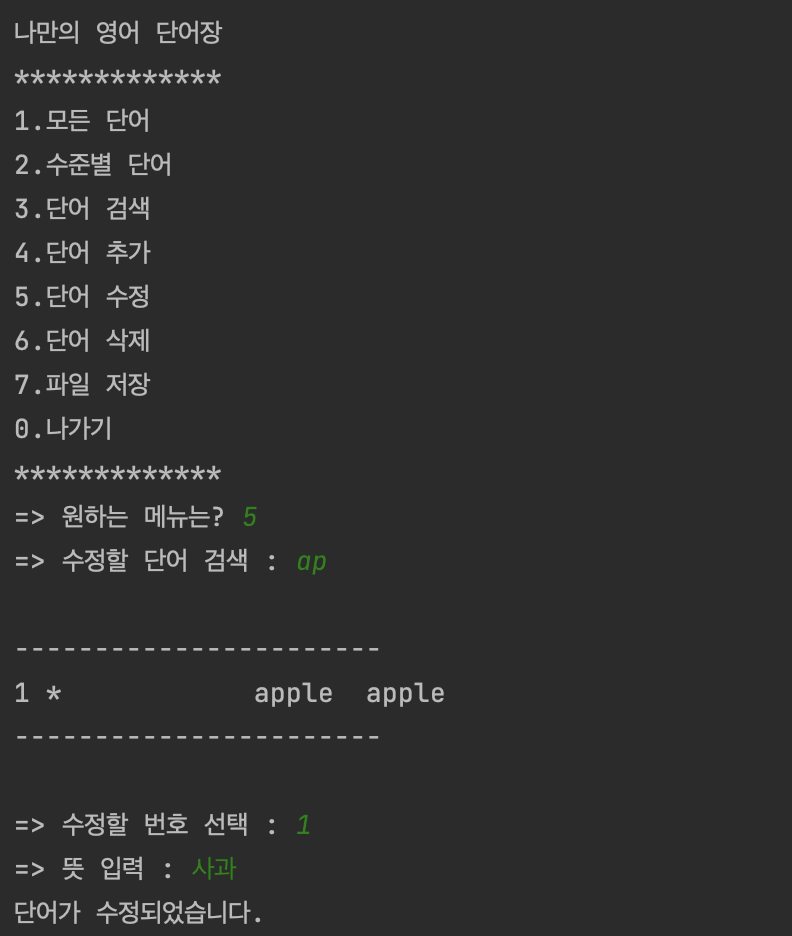 나만의 영어 단어장
*************
1.모든 단어
2.수준별 단어
3.단어 검색
4.단어 추가
5.단어 수정
6.단어 삭제
7.파일 저장
0.나가기
*************
=> 원하는 메뉴는? 5
=> 수정할 단어 검색 : ap
-----------------------
1 *            apple  apple
-----------------------
=> 수정할 번호 선택 : 1
=> 뜻 입력 : 사과
단어가 수정되었습니다.